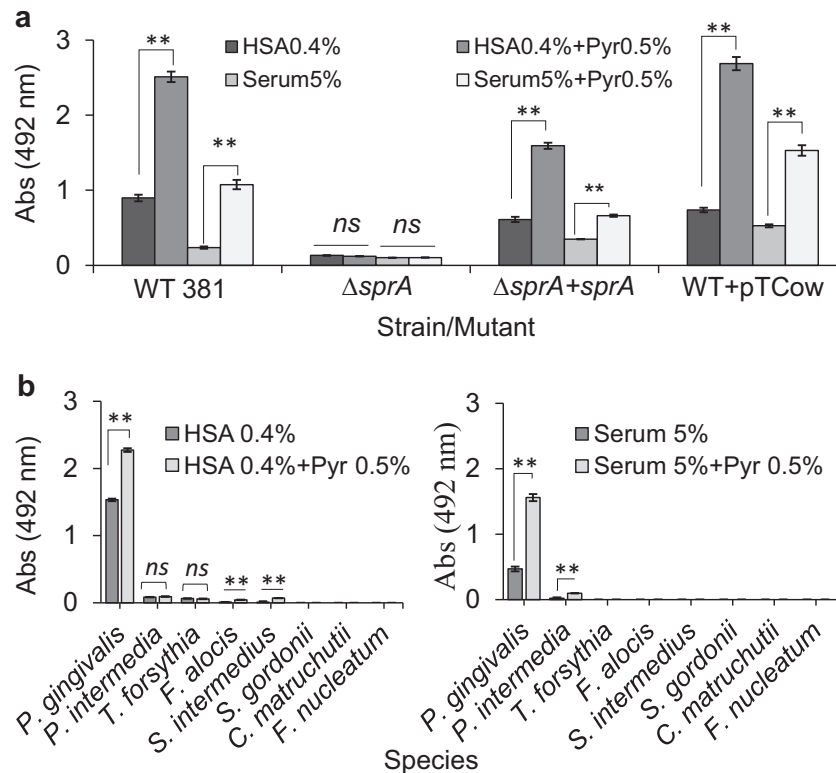 a
Abs (492 nm)
3
2
1
0
HSA0.4%
HSA0.4%+Pyr0.5%
Serum5%
Serum5%+Pyr0.5%
**
**
ns
ns
**
**
**
**
WT 381
ΔsprA
ΔsprA+sprA
WT+pTCow
Strain/Mutant
b
Abs (492 nm)
3
2
1
0
HSA 0.4%
HSA 0.4%+Pyr 0.5%
**
ns
ns
**
**
P. gingivalis
P. intermedia
T. forsythia
F. alocis
S. intermedius
S. gordonii
C. matruchutii
F. nucleatum
Abs (492 nm)
3
2
1
0
Serum 5%
Serum 5%+Pyr 0.5%
**
**
P. gingivalis
P. intermedia
T. forsythia
F. alocis
S. intermedius
S. gordonii
C. matruchutii
F. nucleatum
Species